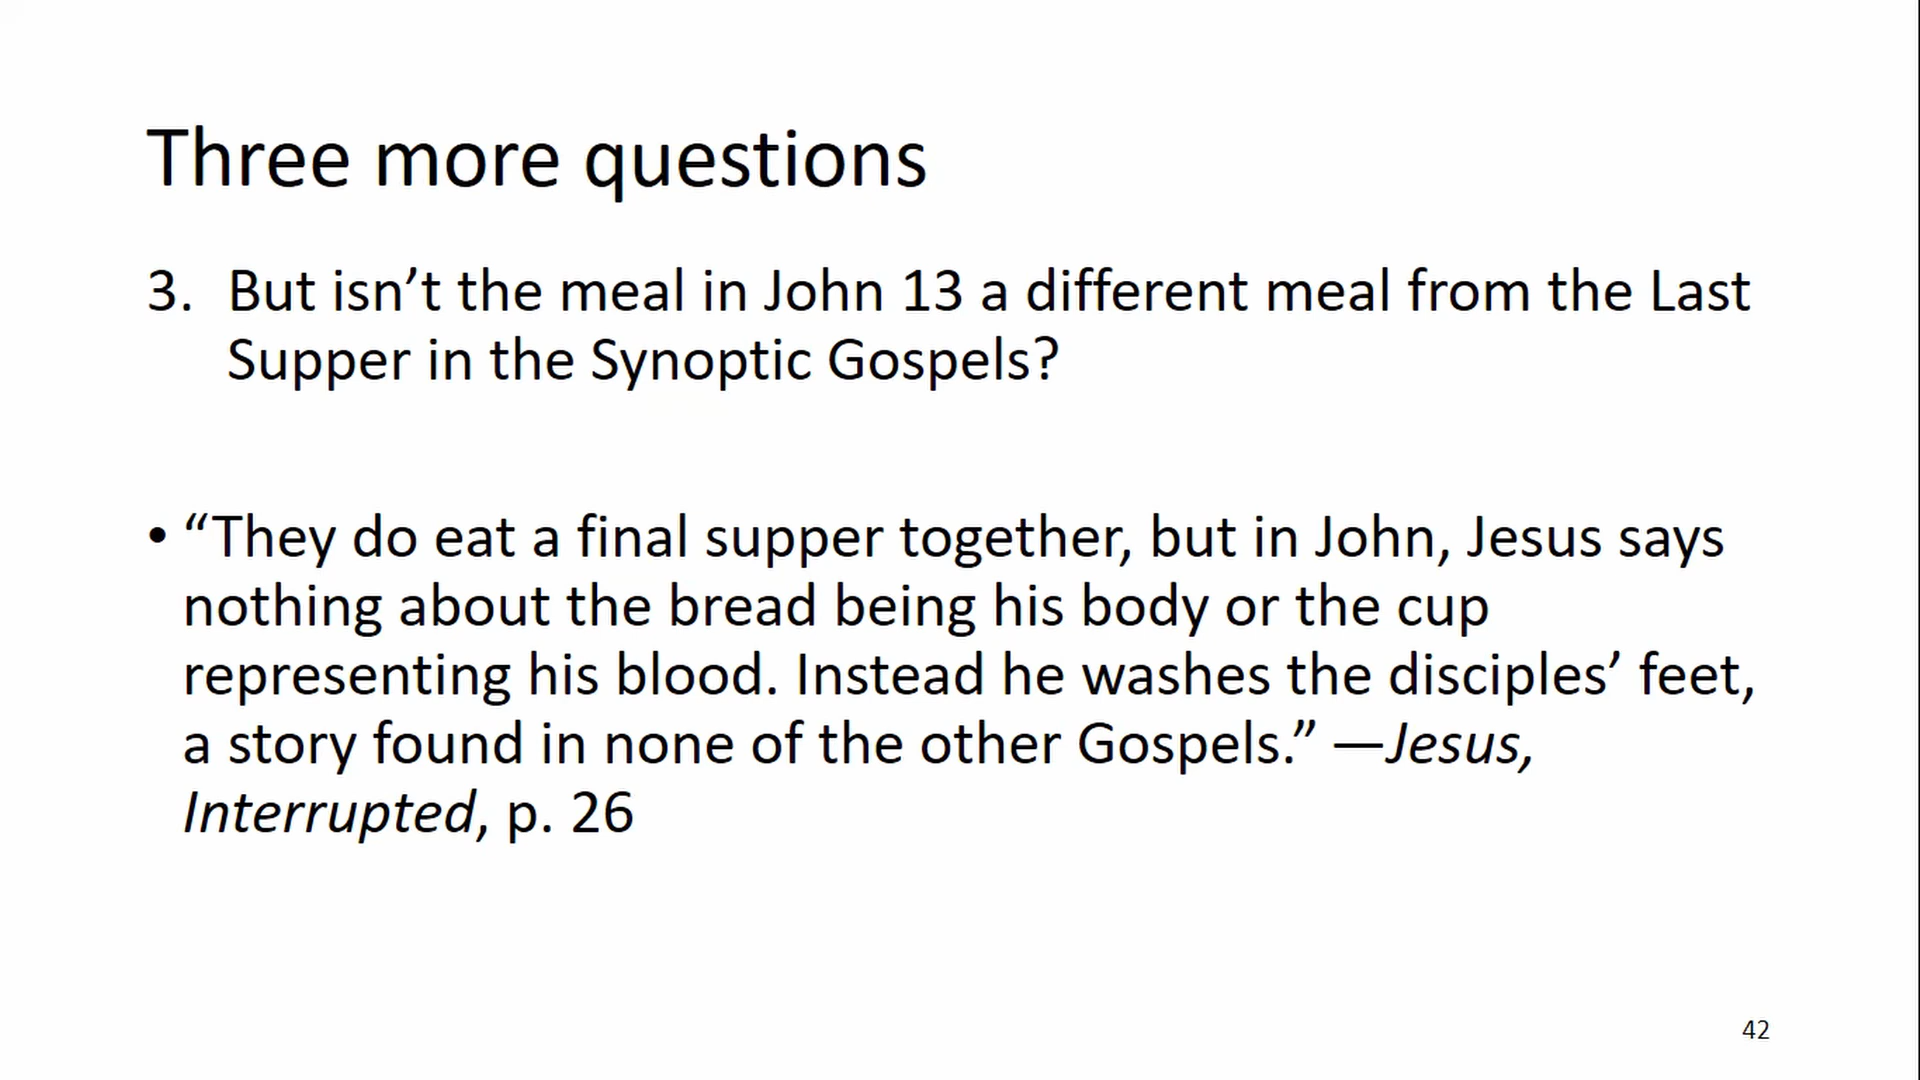 Three more questions
3. But isn’t the meal in John 13 a different meal from the Last
Supper in the Synoptic Gospels?
• “They do eat a final supper together, but in John, Jesus says
nothing about the bread being his body or the cup
representing his blood. Instead he washes the disciples’ feet,
a story found in none of the other Gospels.” —Jesus,
Interrupted, p. 26
42